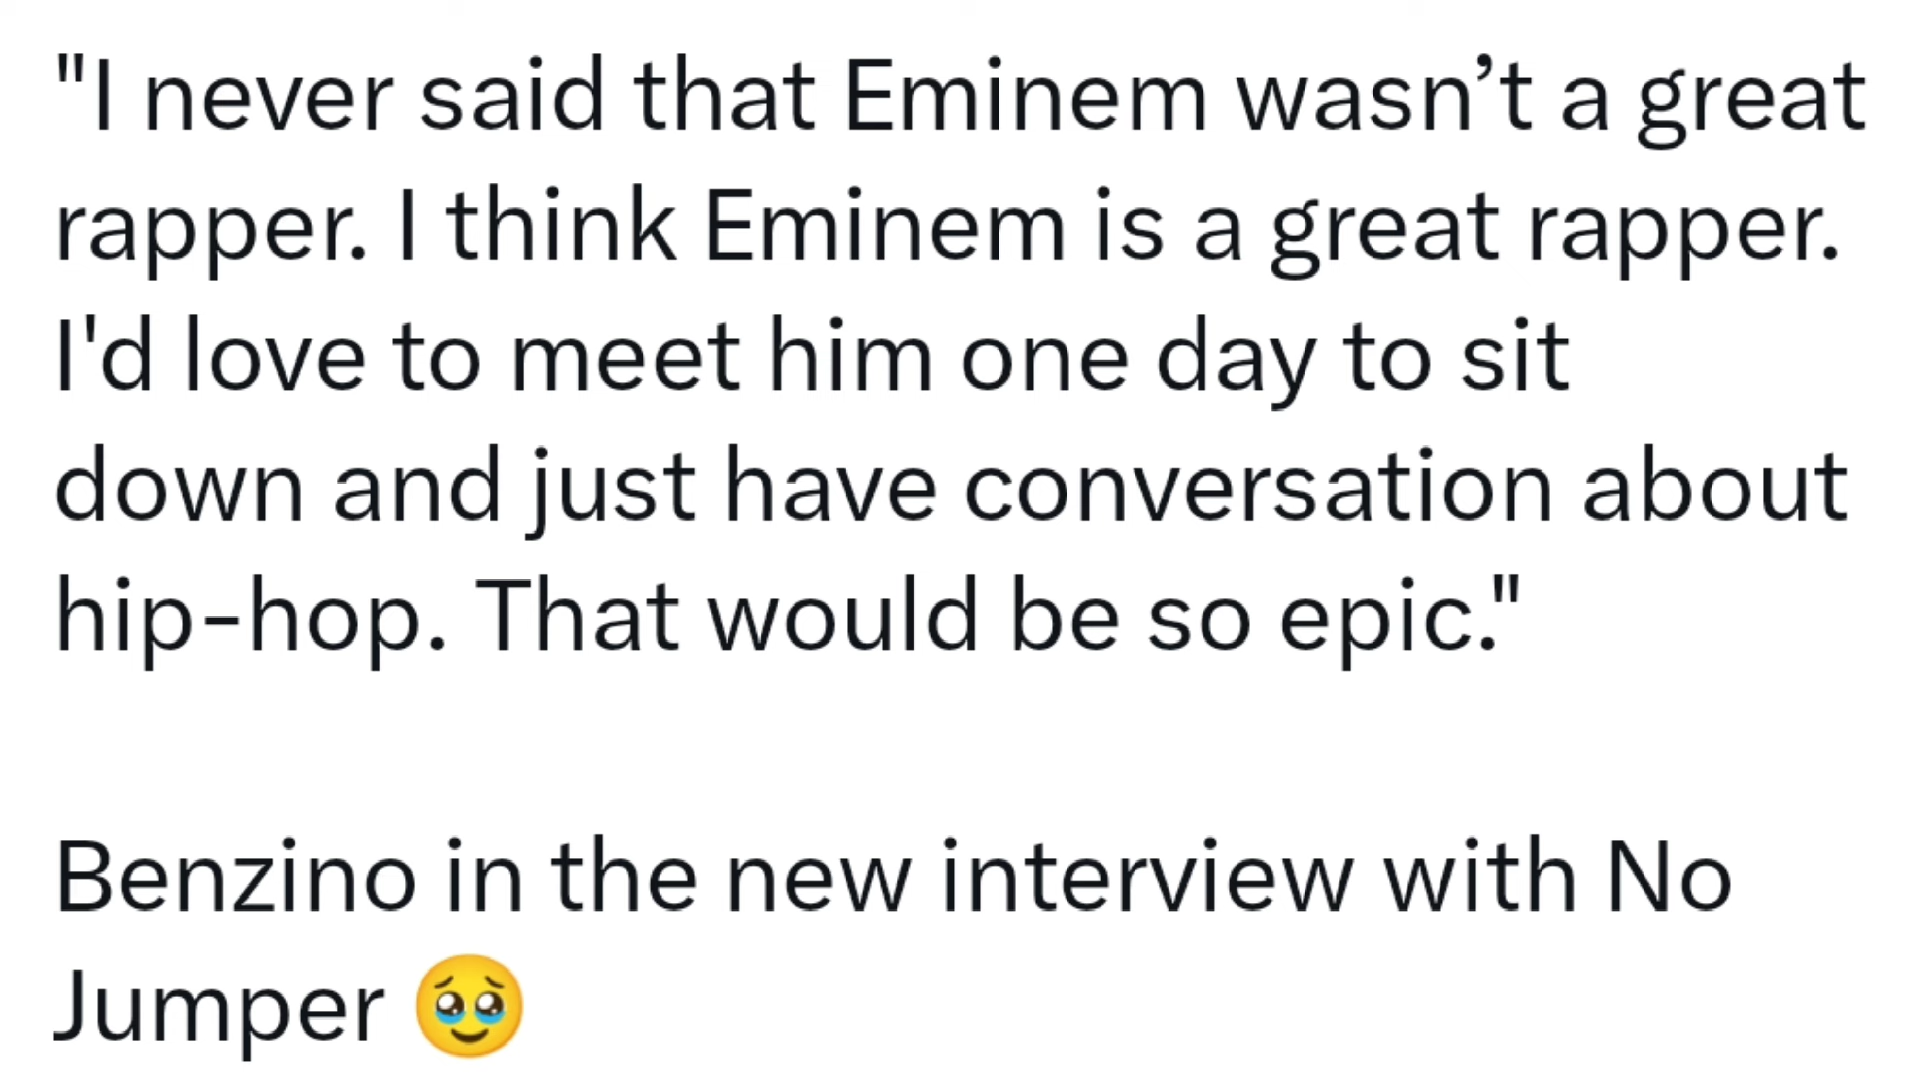 "I never said that Eminem wasn’t a great
rapper. I think Eminem is a great rapper.
I'd love to meet him one day to sit
down and just have conversation about
hip-hop. That would be so epic."
Benzino in the new interview with No
Jumper 🥹